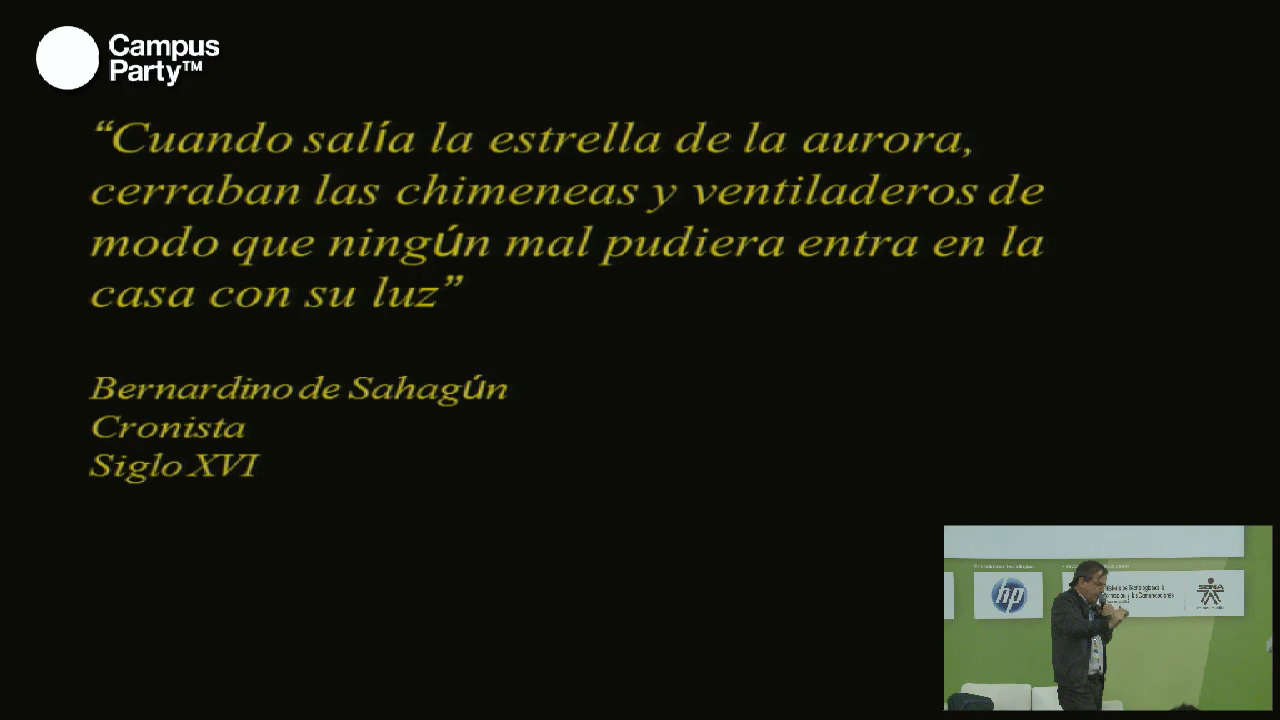 Campus
Party™
“Cuando salía la estrella de la aurora,
cerraban las chimeneas y ventiladeros de
modo que ningún mal pudiera entra en la
casa con su luz”
Bernardino de Sahagún
Cronista
Siglo XVI
hp
SENA